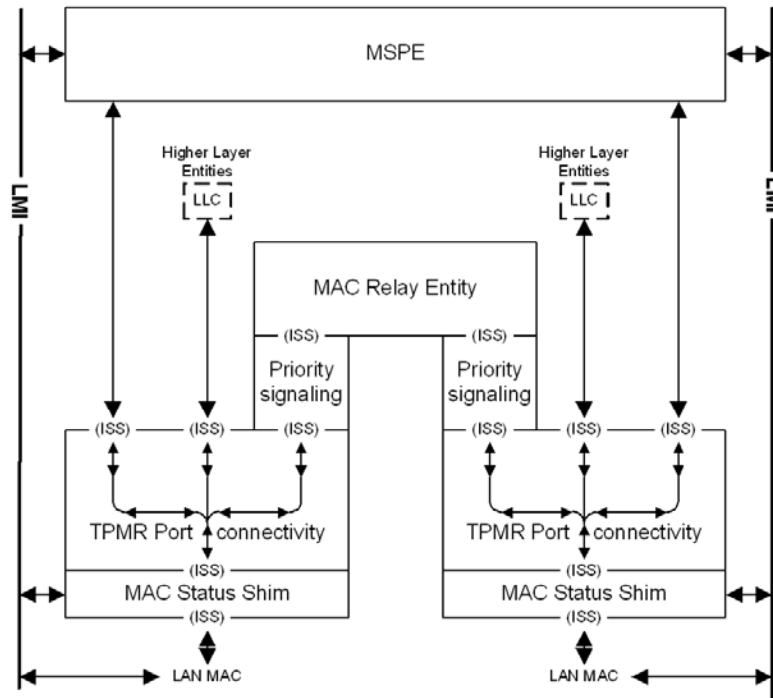 MSPE
Higher Layer
Entities
LLC
Higher Layer
Entities
LLC
LMI
LMI
MAC Relay Entity
(ISS)
(ISS)
Priority
signaling
Priority
signaling
(ISS)
(ISS)
(ISS)
(ISS)
(ISS)
(ISS)
TPMR Port connectivity
TPMR Port connectivity
(ISS)
(ISS)
MAC Status Shim
MAC Status Shim
(ISS)
(ISS)
LAN MAC
LAN MAC